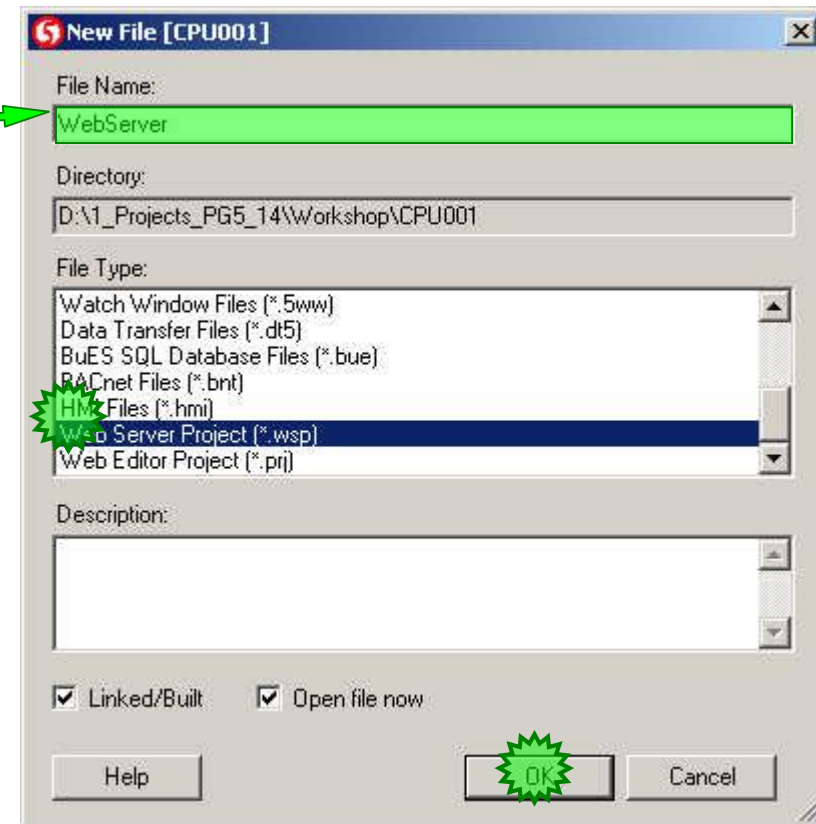 New File [CPU001]
File Name:
WebServer
Directory:
D:\1_Projects_PG5_14\Workshop\CPU001
File Type:
Watch Window Files (*.5ww)
Data Transfer Files (*.dt5)
BuES SQL Database Files (*.bue)
BACnet Files (*.bnt)
HMI Files (*.hmi)
Web Server Project (*.wsp)
Web Editor Project (*.prj)
Description:
Linked/Built Open file now
Help OK Cancel